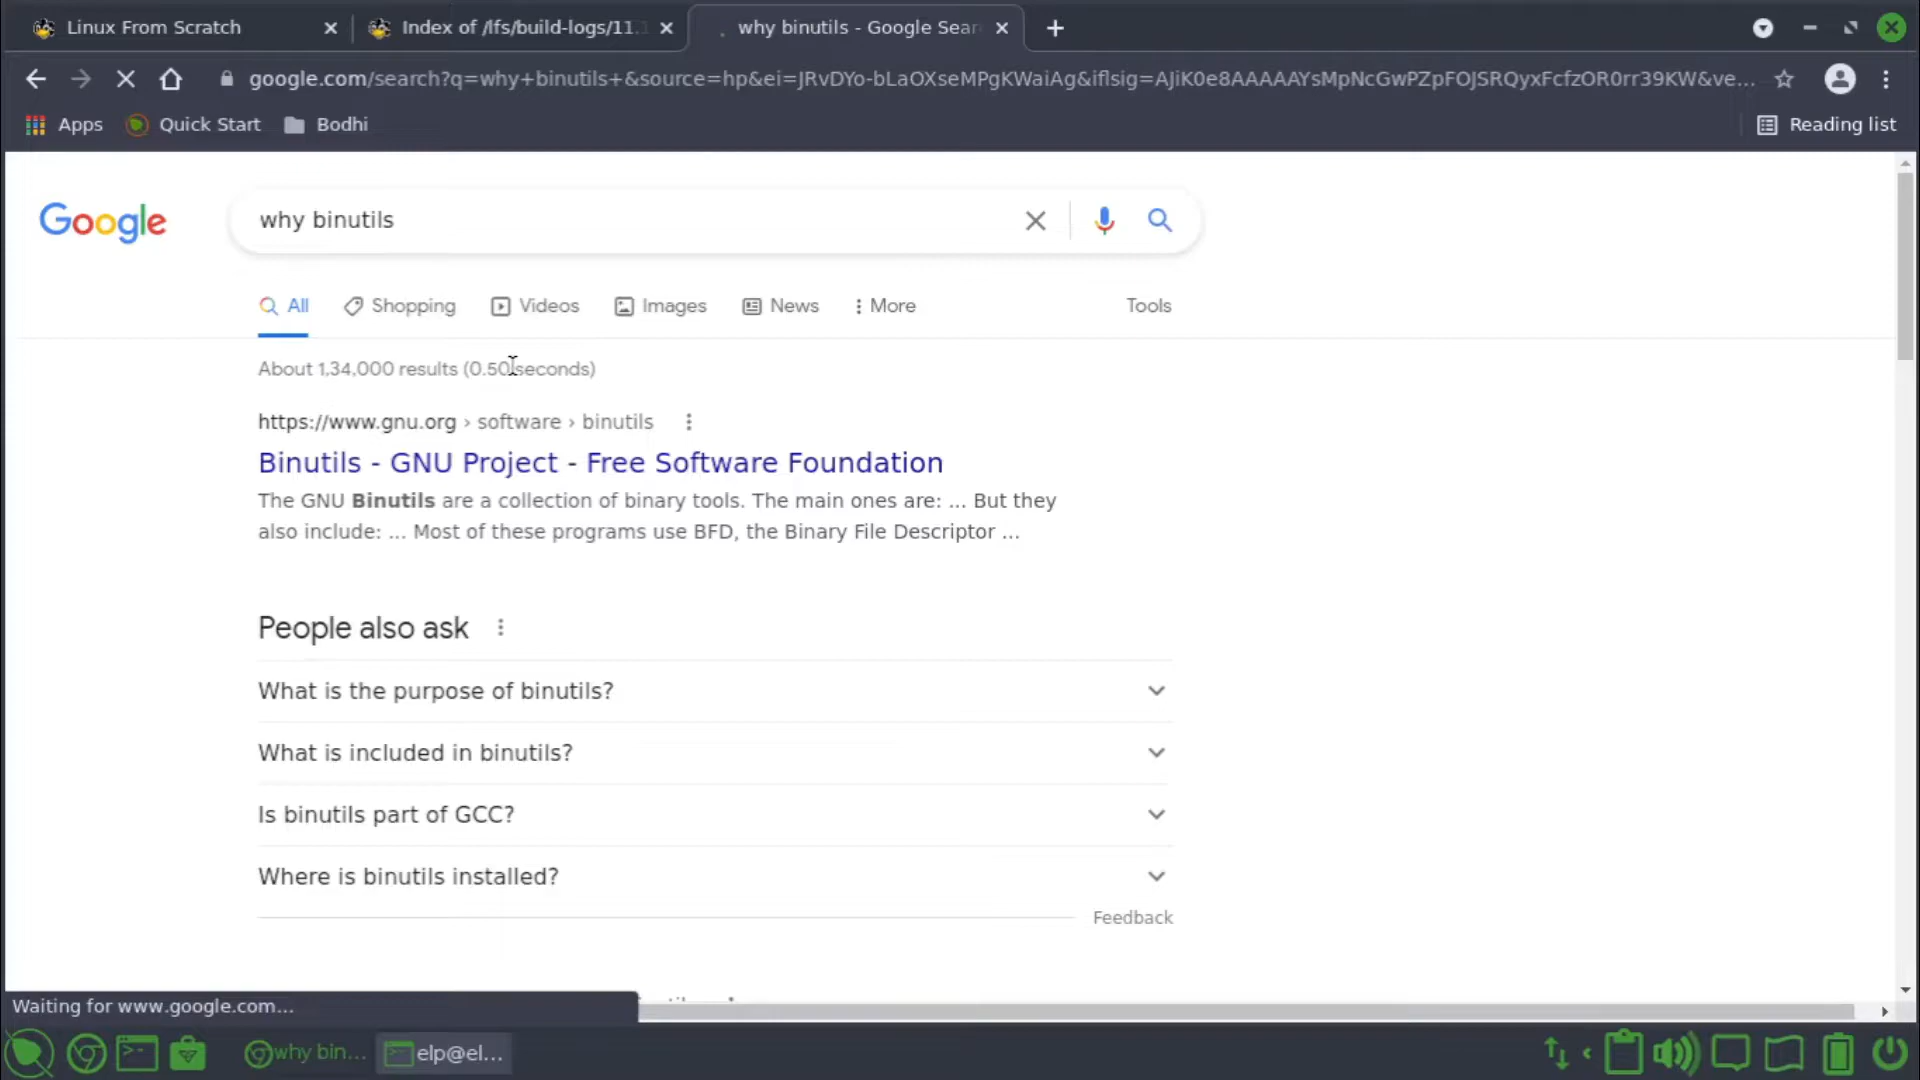 Linux From Scratch
Index of /lfs/build-logs/11.
why binutils - Google Sear
google.com/search?q=why+binutils+&source=hp&ei=JRvDYo-bLaOXseMPgKWaiAg&iflsig=AJiK0e8AAAAAYsMpNcGwPZpFOJSRQyxFcfzOR0rr39KW&ve...
Apps
Quick Start
Bodhi
Reading list
Google
why binutils
All
Shopping
Videos
Images
News
More
Tools
About 1,34,000 results (0.50 seconds)
https://www.gnu.org › software › binutils
Binutils - GNU Project - Free Software Foundation
The GNU Binutils are a collection of binary tools. The main ones are: ... But they
also include: ... Most of these programs use BFD, the Binary File Descriptor ...
People also ask
What is the purpose of binutils?
What is included in binutils?
Is binutils part of GCC?
Where is binutils installed?
Feedback
Waiting for www.google.com...
why bin...
elp@el...